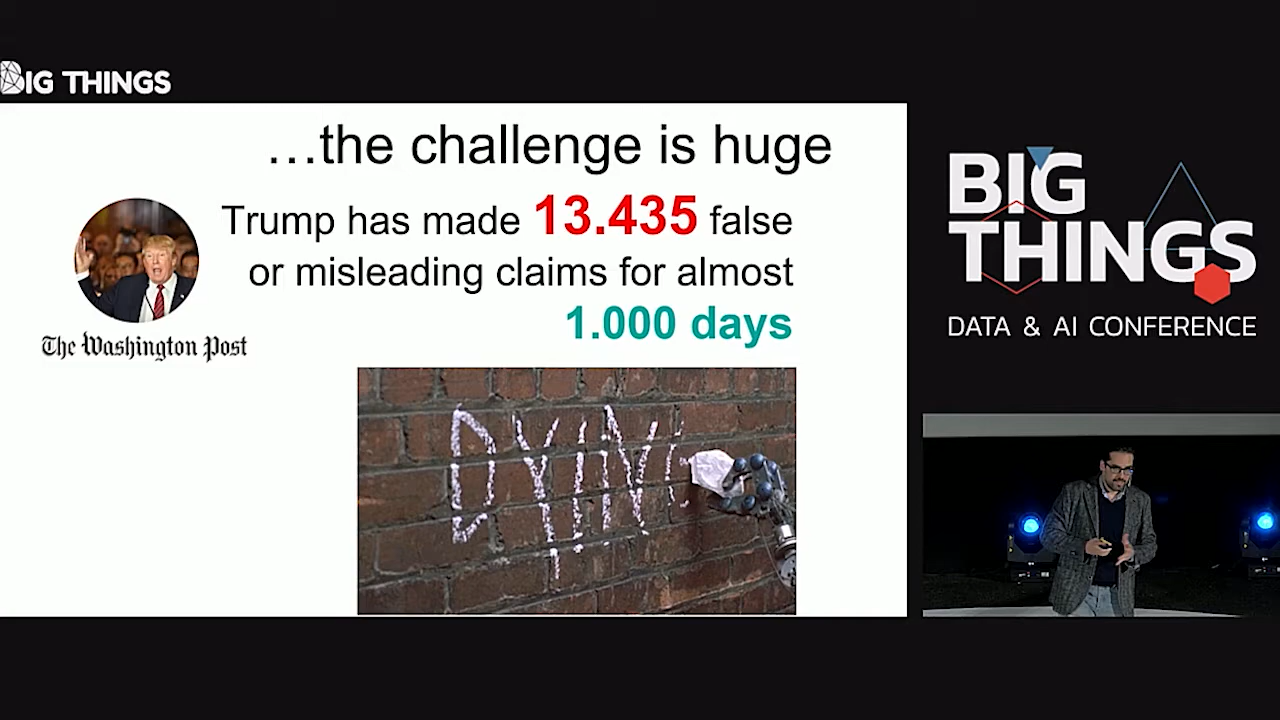 BIG THINGS
…the challenge is huge
Trump has made 13.435 false
or misleading claims for almost
1.000 days
The Washington Post
DYING
BIG
THINGS
DATA & AI CONFERENCE